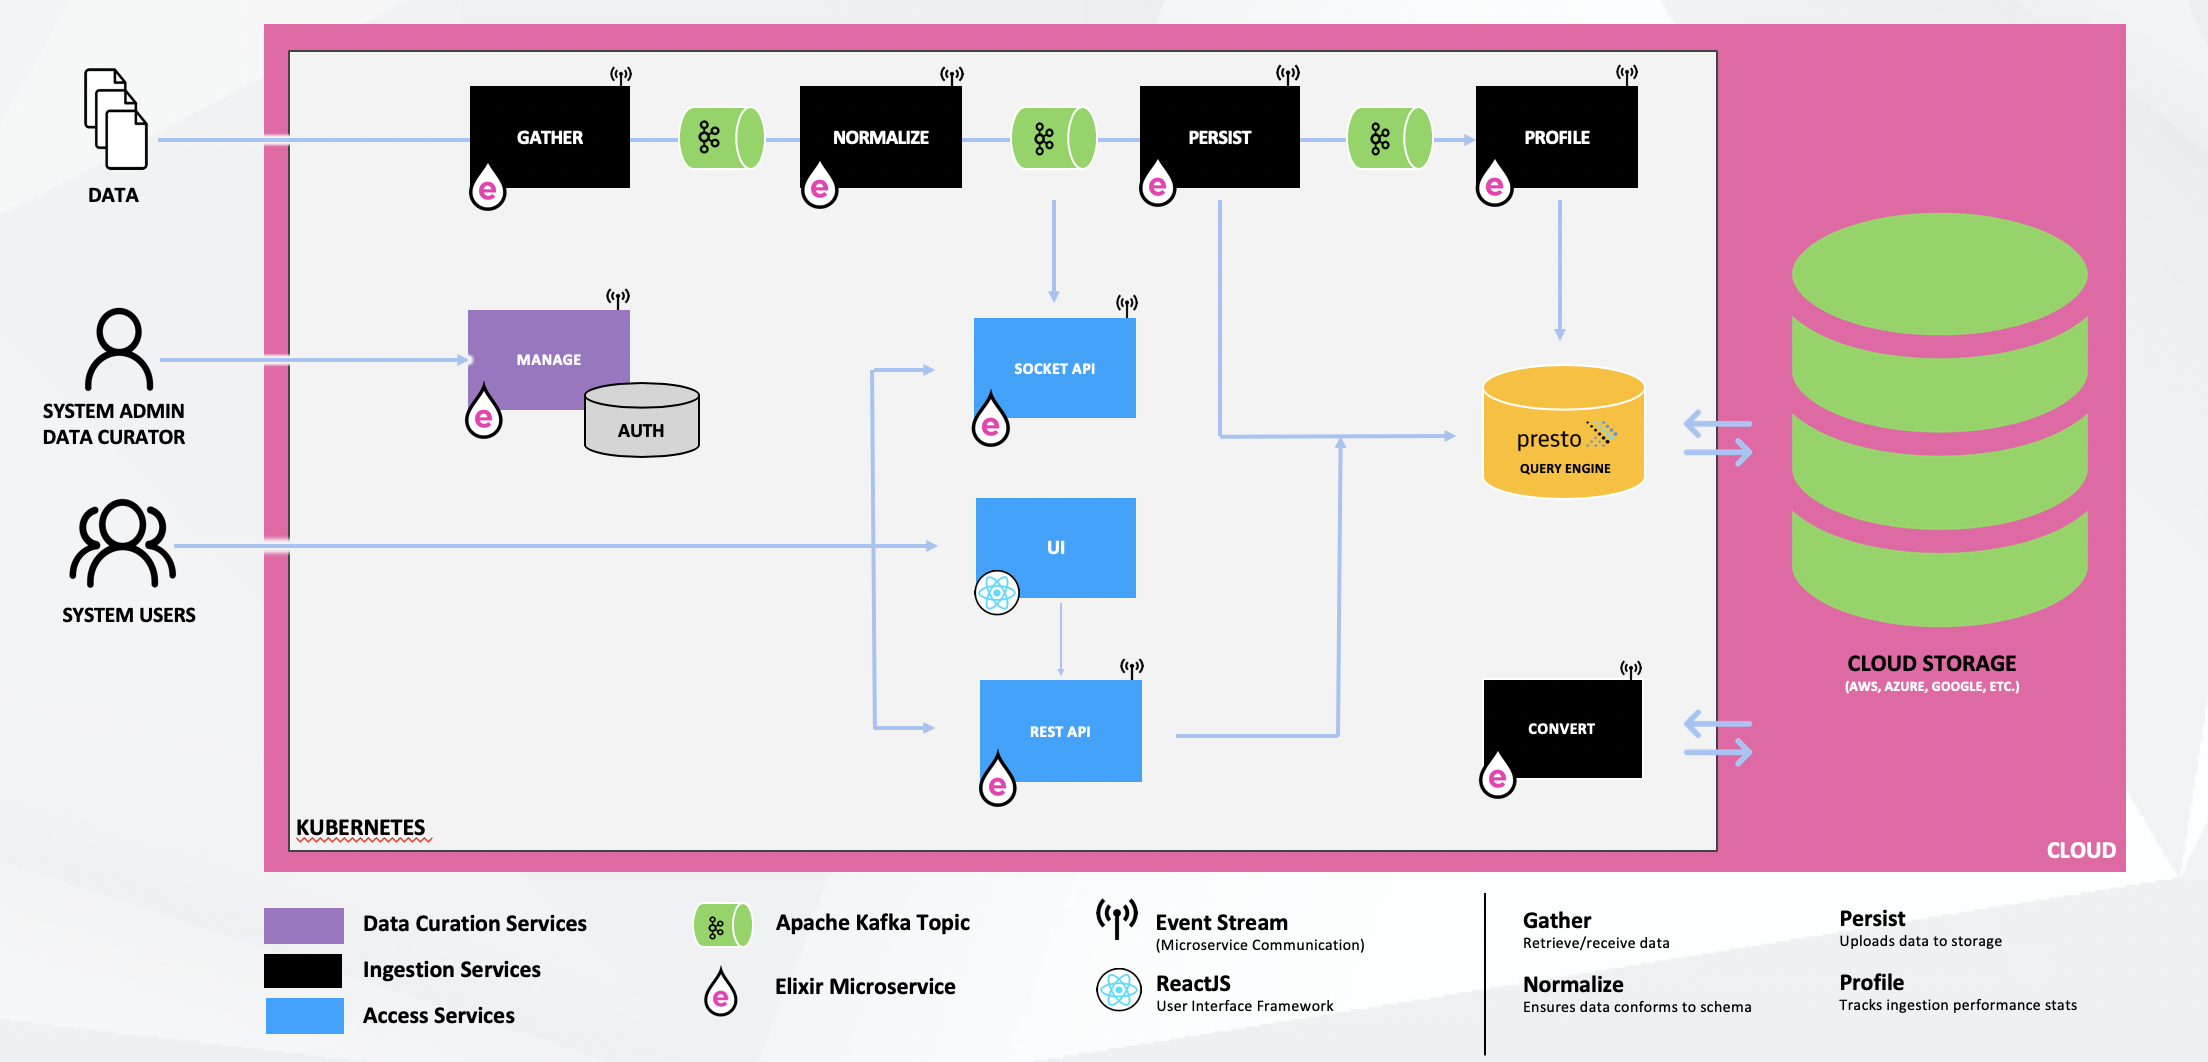 DATA
GATHER
NORMALIZE
PERSIST
PROFILE
e
e
e
e
SYSTEM ADMIN
DATA CURATOR
MANAGE
e
AUTH
SOCKET API
e
presto
QUERY ENGINE
SYSTEM USERS
UI
REST API
e
CONVERT
e
CLOUD STORAGE
(AWS, AZURE, GOOGLE, ETC.)
KUBERNETES
CLOUD
Data Curation Services
Ingestion Services
Access Services
Apache Kafka Topic
e
Elixir Microservice
Event Stream
(Microservice Communication)
ReactJS
User Interface Framework
Gather
Retrieve/receive data
Normalize
Ensures data conforms to schema
Persist
Uploads data to storage
Profile
Tracks ingestion performance stats